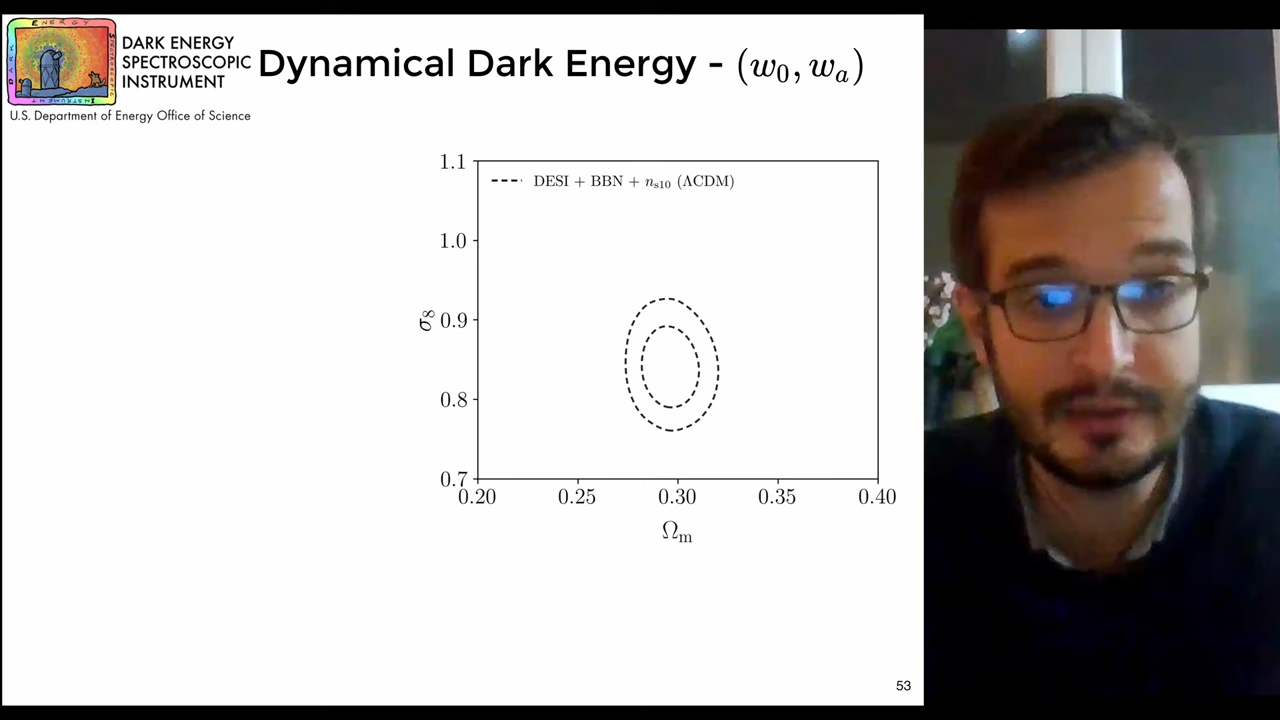 DARK ENERGY
SPECTROSCOPIC
INSTRUMENT
U.S. Department of Energy Office of Science
Dynamical Dark Energy - (w₀, wₐ)
DESI + BBN + nₛ₁₀ (ΛCDM)
1.1
1.0
0.9
0.8
0.7
σ₈
0.20 0.25 0.30 0.35 0.40
Ωₘ
53